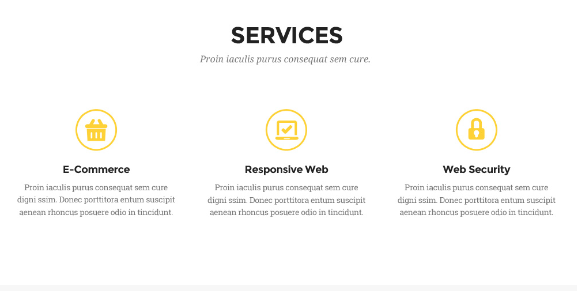 SERVICES
Proin iaculis purus consequat sem cure.
E-Commerce
Proin iaculis purus consequat sem cure
digni ssim. Donec porttitora entum suscipit
aenean rhoncus posuere odio in tincidunt.
Responsive Web
Proin iaculis purus consequat sem cure
digni ssim. Donec porttitora entum suscipit
aenean rhoncus posuere odio in tincidunt.
Web Security
Proin iaculis purus consequat sem cure
digni ssim. Donec porttitora entum suscipit
aenean rhoncus posuere odio in tincidunt.